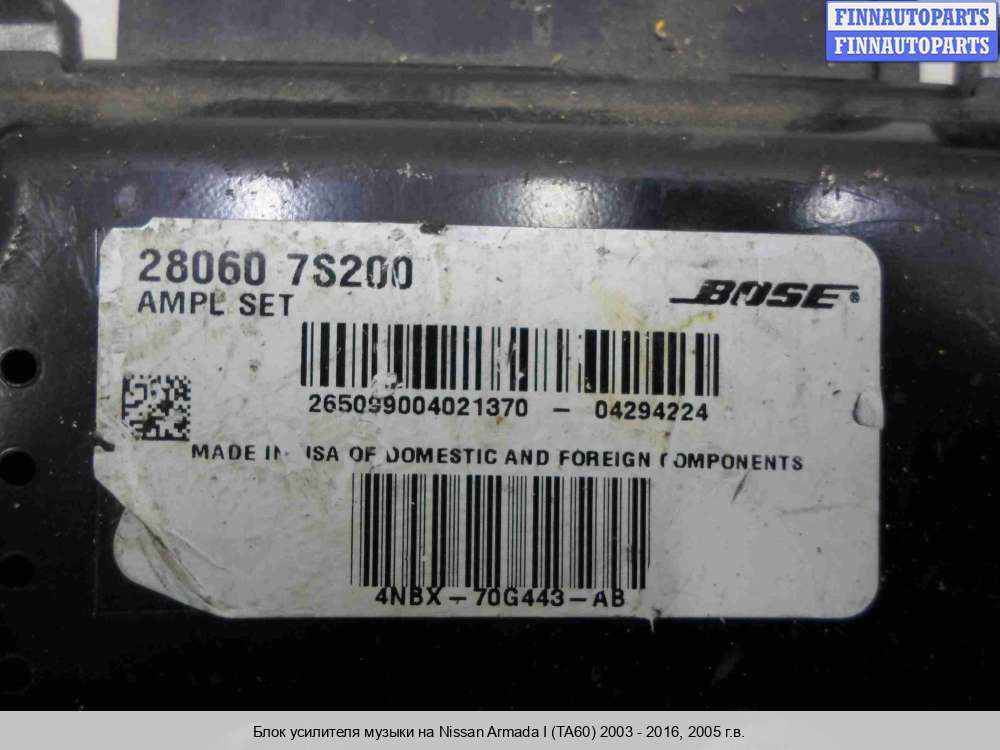 FINNAUTOPARTS
FINNAUTOPARTS
28060 7S200
AMPL SET
BOSE®
265099004021370 - 04294224
MADE IN USA OF DOMESTIC AND FOREIGN COMPONENTS
4NBX-70G443-AB
Блок усилителя музыки на Nissan Armada I (TA60) 2003 - 2016, 2005 г.в.